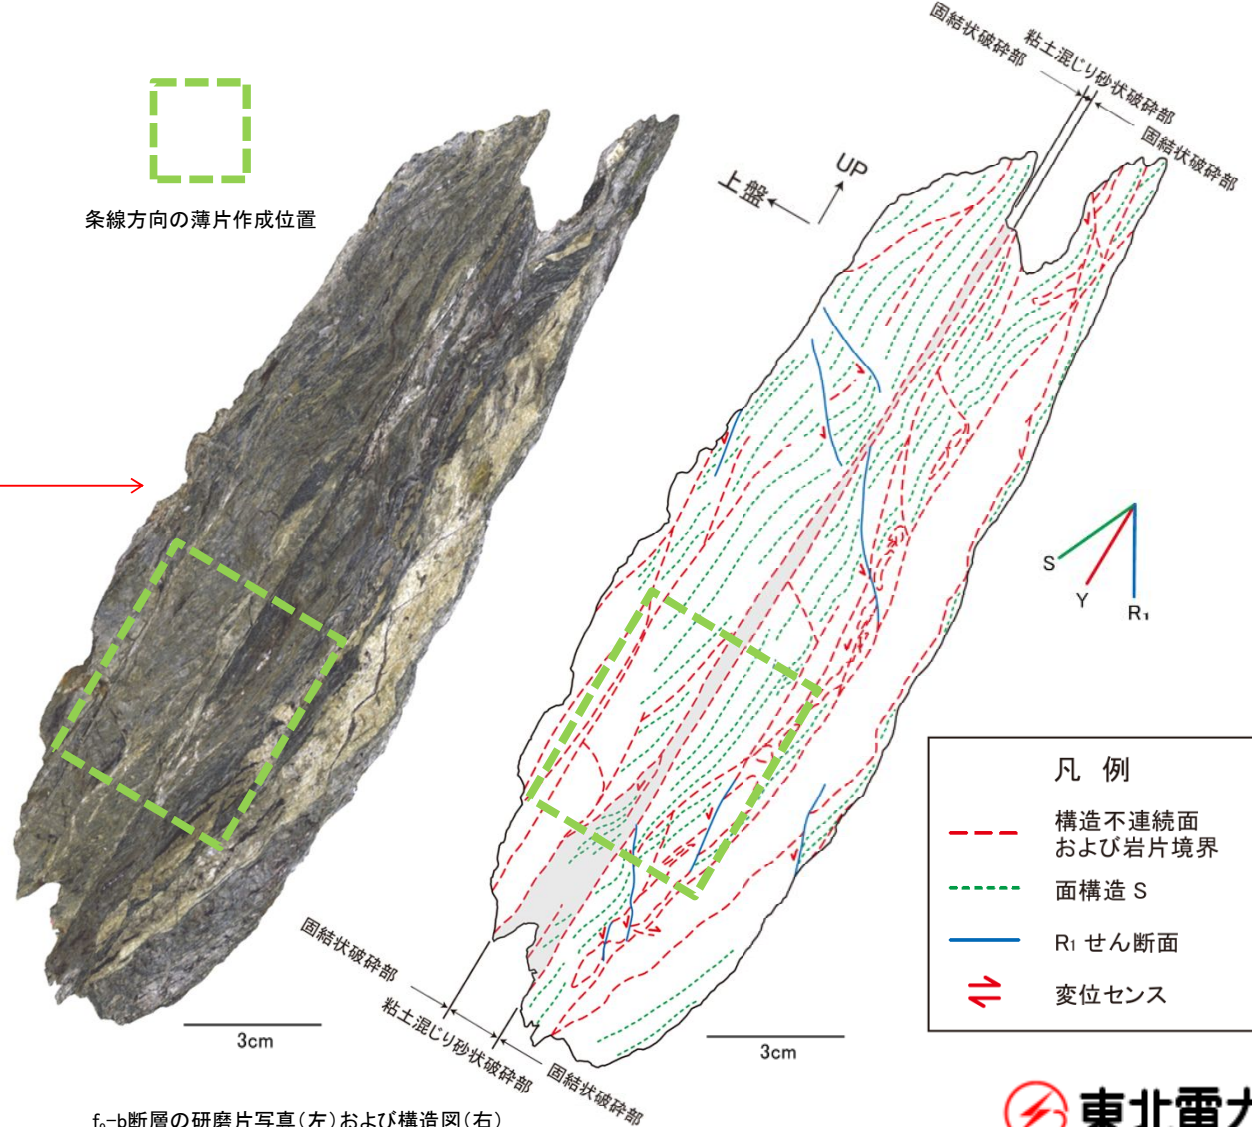 条線方向の薄片作成位置
固結状破砕部
粘土混じり砂状破砕部
固結状破砕部
UP
上盤
S
Y
R₁
凡 例
構造不連続面
および岩片境界
面構造 S
R₁ せん断面
変位センス
固結状破砕部
粘土混じり砂状破砕部
固結状破砕部
3cm
3cm
-b断層の研磨片写真(左)および構造図(右)
東北電力